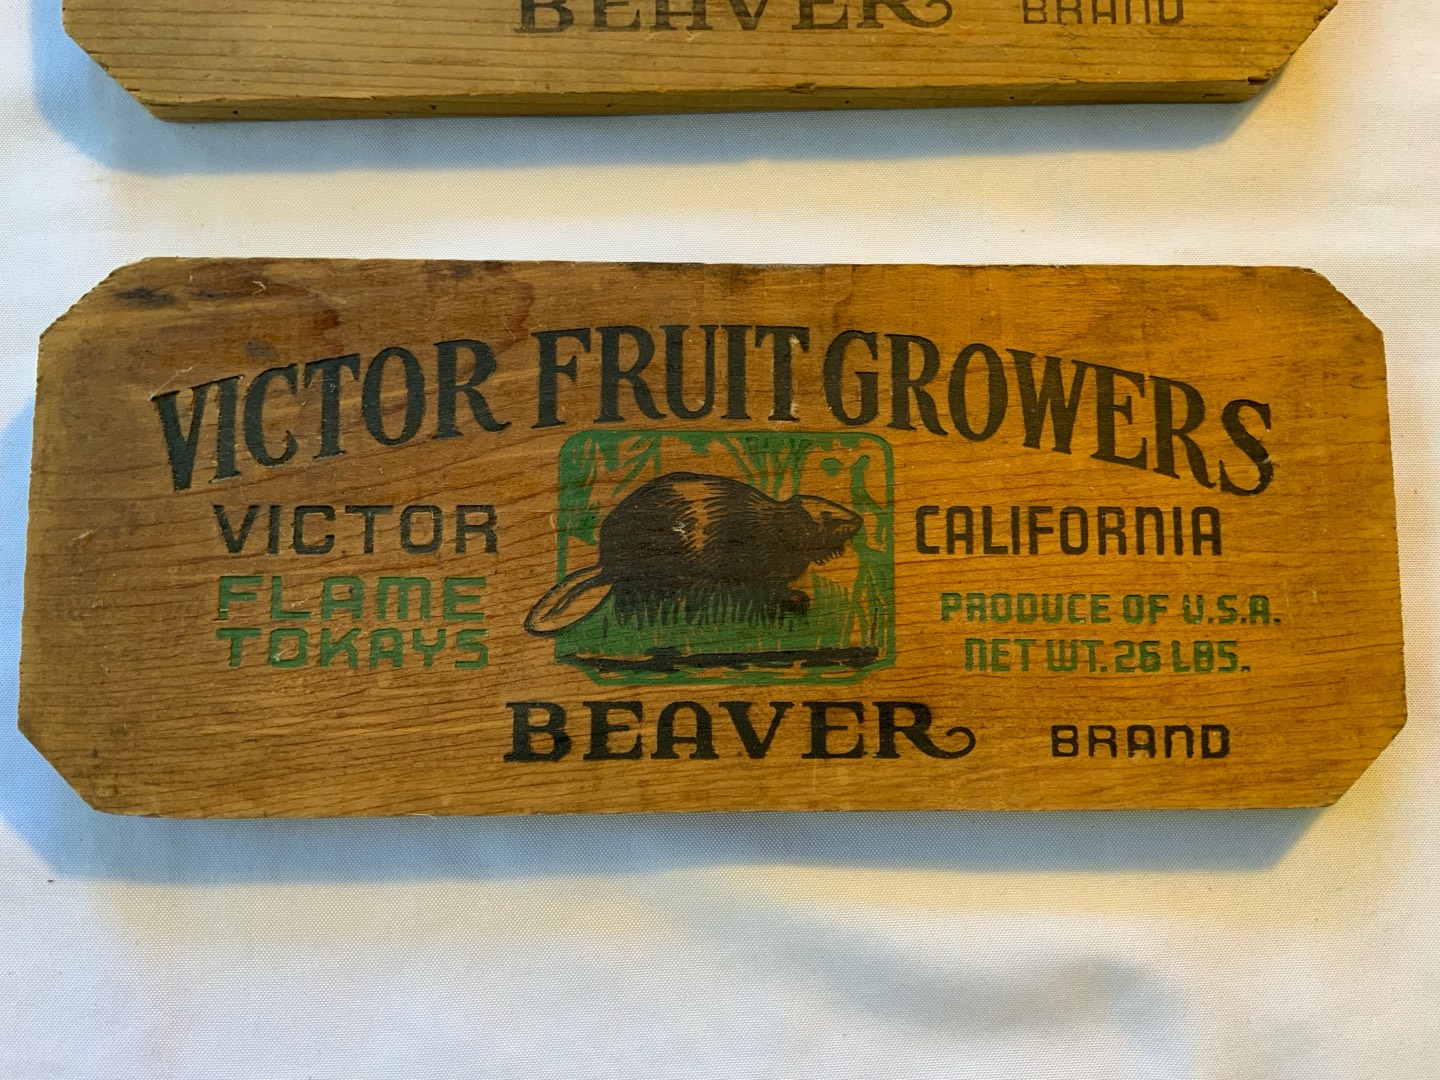 BEAVER BRAND
VICTOR FRUIT GROWERS
VICTOR
FLAME
TOKAYS
CALIFORNIA
PRODUCE OF U.S.A.
NET WT. 26 LBS.
BEAVER BRAND